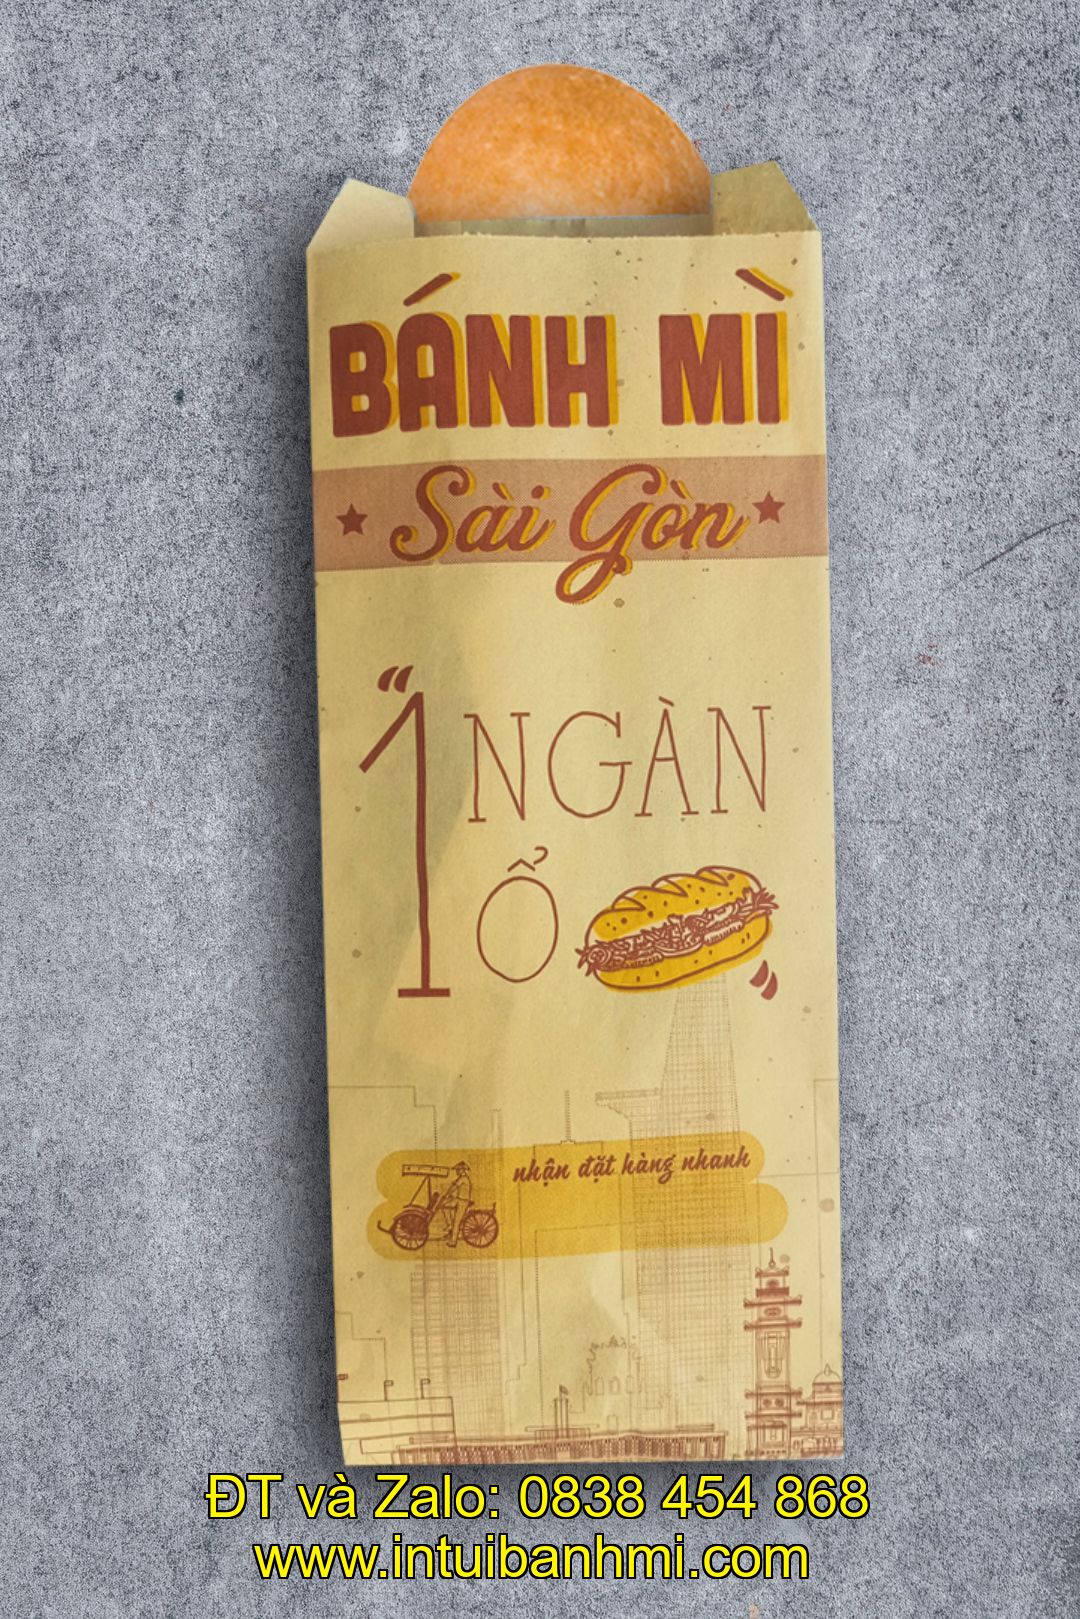 BÁNH MÌ
Sài Gòn
"1 NGÀN
Ổ "
nhận đặt hàng nhanh
ĐT và Zalo: 0838 454 868
www.intuibanhmi.com